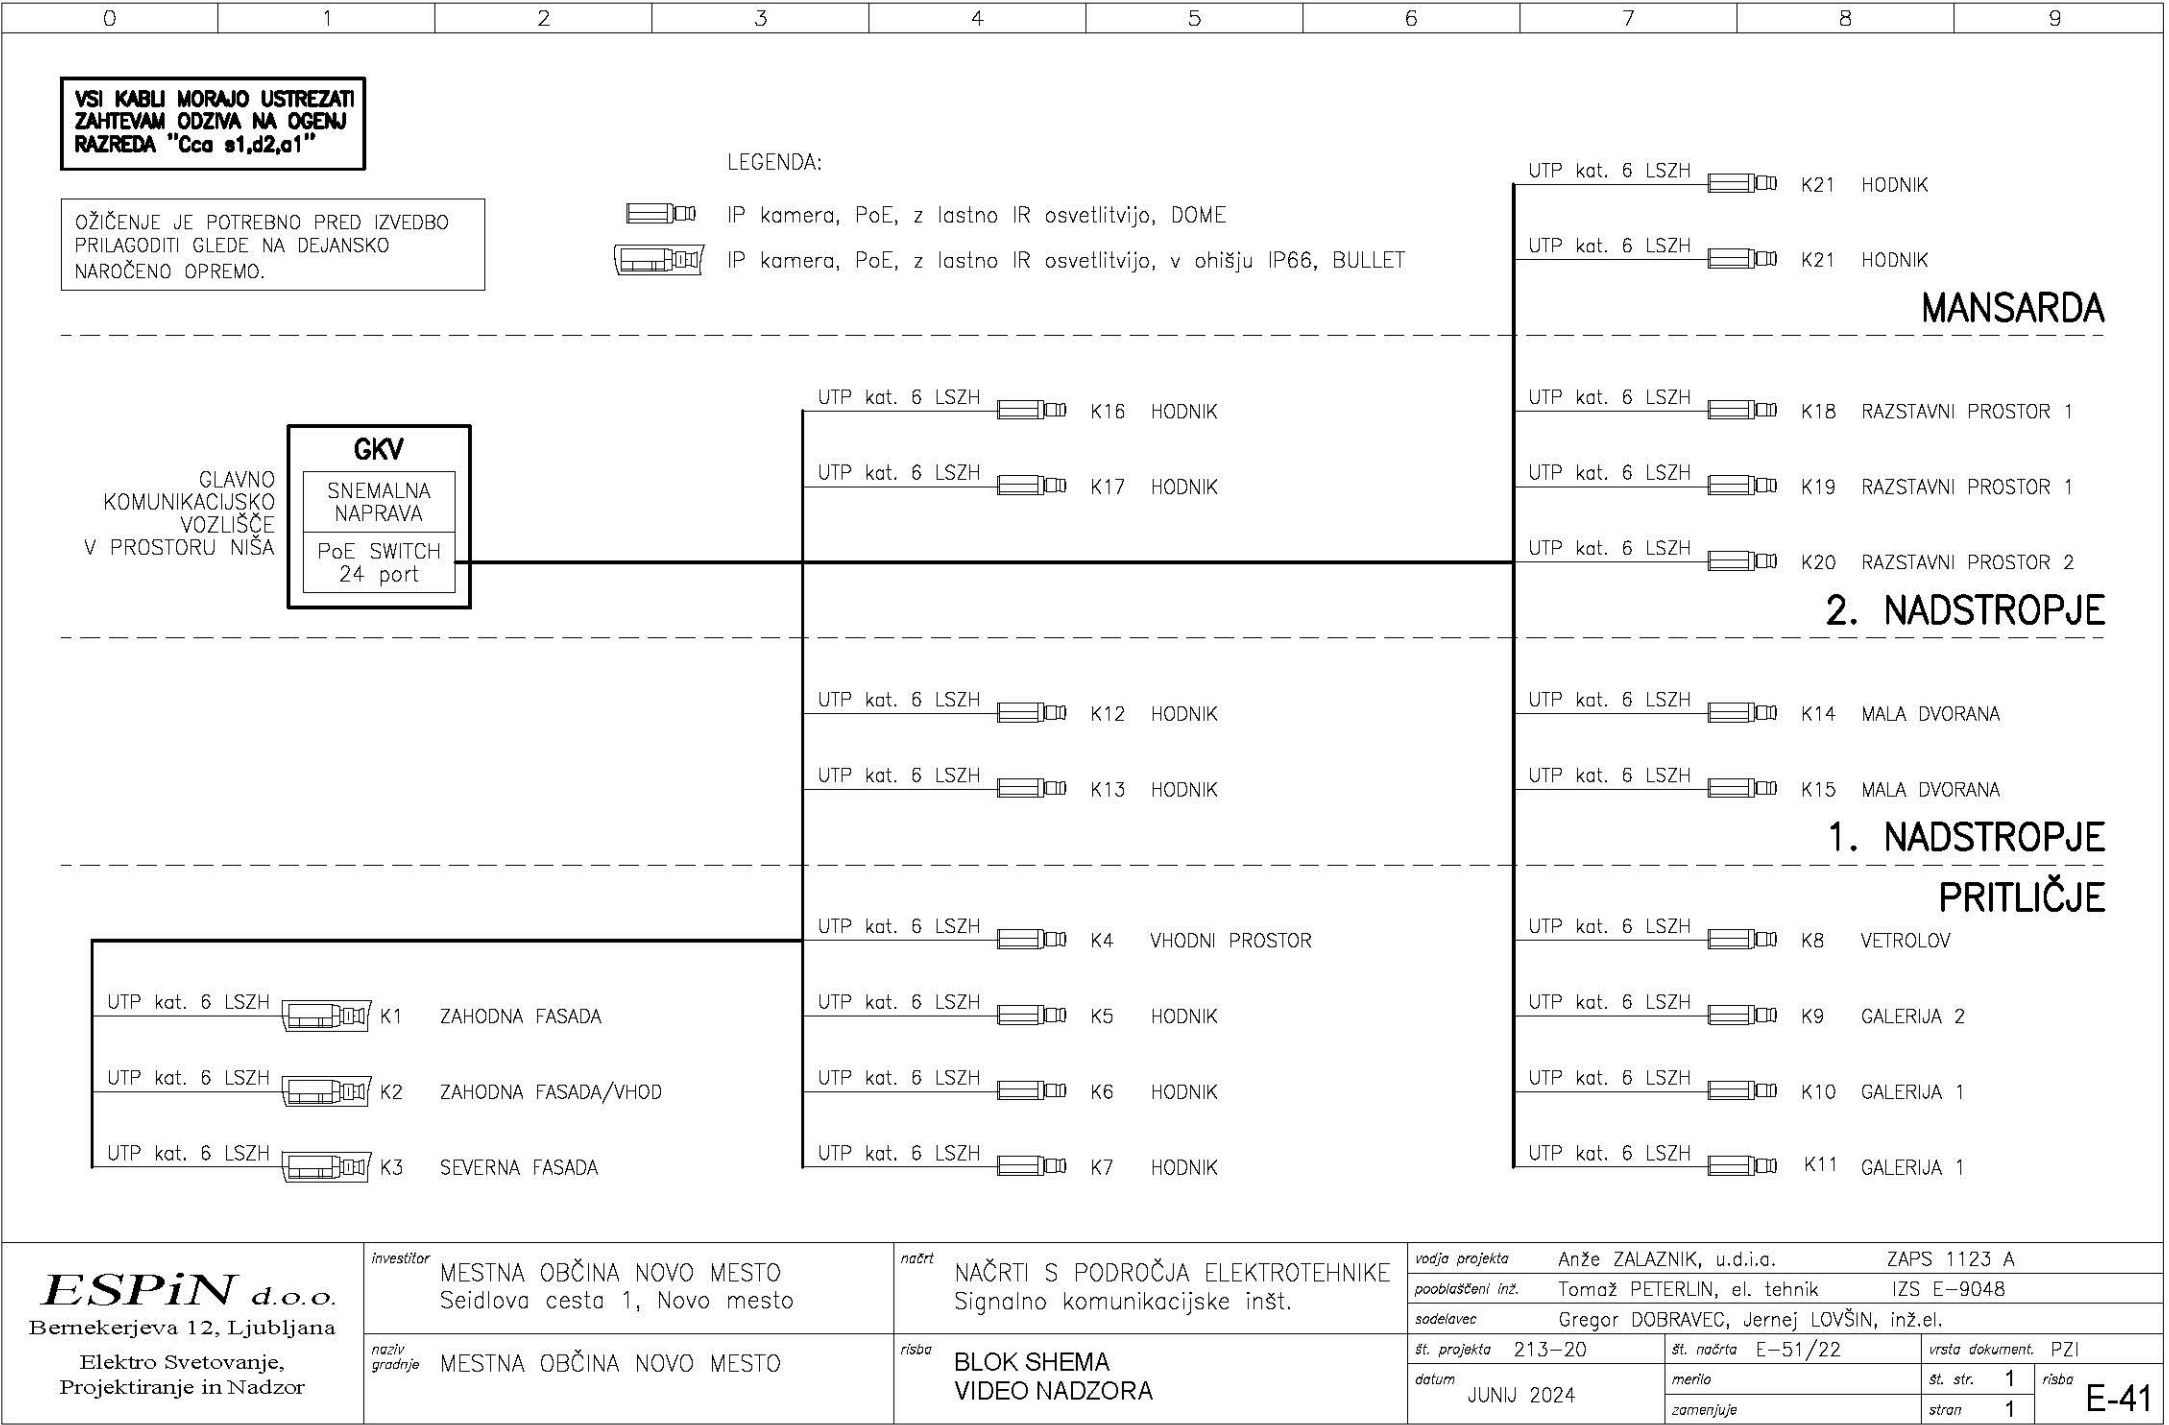 0 1 2 3 4 5 6 7 8 9
VSI KABLI MORAJO USTREZATI
ZAHTEVAM ODZIVA NA OGENJ
RAZREDA "Cca s1,d2,a1"
OŽIČENJE JE POTREBNO PRED IZVEDBO
PRILAGODITI GLEDE NA DEJANSKO
NAROČENO OPREMO.
LEGENDA:
IP kamera, PoE, z lastno IR osvetlitvijo, DOME
IP kamera, PoE, z lastno IR osvetlitvijo, v ohišju IP66, BULLET
UTP kat. 6 LSZH K21 HODNIK
UTP kat. 6 LSZH K21 HODNIK
MANSARDA
GLAVNO
KOMUNIKACIJSKO
VOZLIŠČE
V PROSTORU NIŠA
GKV
SNEMALNA
NAPRAVA
PoE SWITCH
24 port
UTP kat. 6 LSZH K16 HODNIK
UTP kat. 6 LSZH K17 HODNIK
UTP kat. 6 LSZH K18 RAZSTAVNI PROSTOR 1
UTP kat. 6 LSZH K19 RAZSTAVNI PROSTOR 1
UTP kat. 6 LSZH K20 RAZSTAVNI PROSTOR 2
2. NADSTROPJE
UTP kat. 6 LSZH K12 HODNIK
UTP kat. 6 LSZH K13 HODNIK
UTP kat. 6 LSZH K14 MALA DVORANA
UTP kat. 6 LSZH K15 MALA DVORANA
1. NADSTROPJE
PRITLIČJE
UTP kat. 6 LSZH K1 ZAHODNA FASADA
UTP kat. 6 LSZH K2 ZAHODNA FASADA/VHOD
UTP kat. 6 LSZH K3 SEVERNA FASADA
UTP kat. 6 LSZH K4 VHODNI PROSTOR
UTP kat. 6 LSZH K5 HODNIK
UTP kat. 6 LSZH K6 HODNIK
UTP kat. 6 LSZH K7 HODNIK
UTP kat. 6 LSZH K8 VETROLOV
UTP kat. 6 LSZH K9 GALERIJA 2
UTP kat. 6 LSZH K10 GALERIJA 1
UTP kat. 6 LSZH K11 GALERIJA 1
ESPiN d.o.o.
Bernekerjeva 12, Ljubljana
Elektro Svetovanje,
Projektiranje in Nadzor
investitor MESTNA OBČINA NOVO MESTO
Seidlova cesta 1, Novo mesto
naziv
gradnje MESTNA OBČINA NOVO MESTO
načrt NAČRTI S PODROČJA ELEKTROTEHNIKE
Signalno komunikacijske inšt.
risba BLOK SHEMA
VIDEO NADZORA
vodja projekta Anže ZALAZNIK, u.d.i.a. ZAPS 1123 A
pooblaščeni inž. Tomaž PETERLIN, el. tehnik IZS E-9048
sodelavec Gregor DOBRAVEC, Jernej LOVŠIN, inž.el.
št. projekta 213-20 št. načrta E-51/22 vrsta dokument. PZI
datum JUNIJ 2024 merilo št. str. 1
zamenjuje stran 1
risba E-41